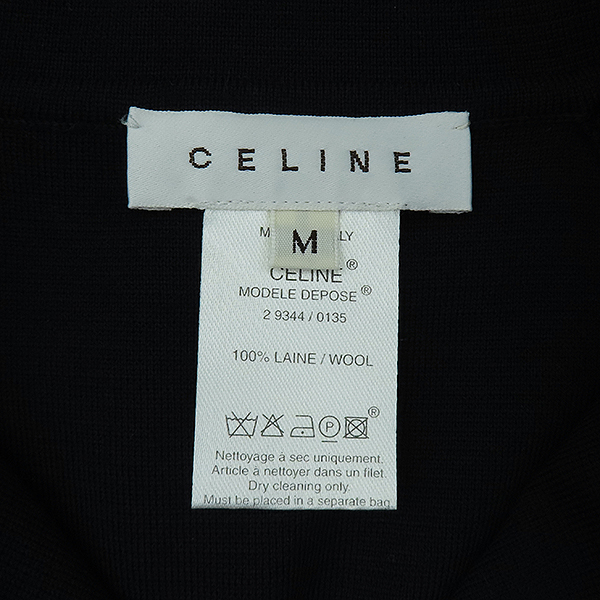 CELINE
M
CELINE®
MODELE DEPOSE®
2 9344 / 0135
100% LAINE / WOOL
P
®
Nettoyage à sec uniquement.
Article à nettoyer dans un filet.
Dry cleaning only.
Must be placed in a separate bag